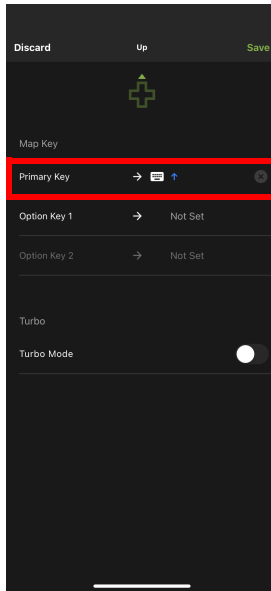 Discard Up Save
Map Key
Primary Key → ↑
Option Key 1 → Not Set
Option Key 2 → Not Set
Turbo
Turbo Mode